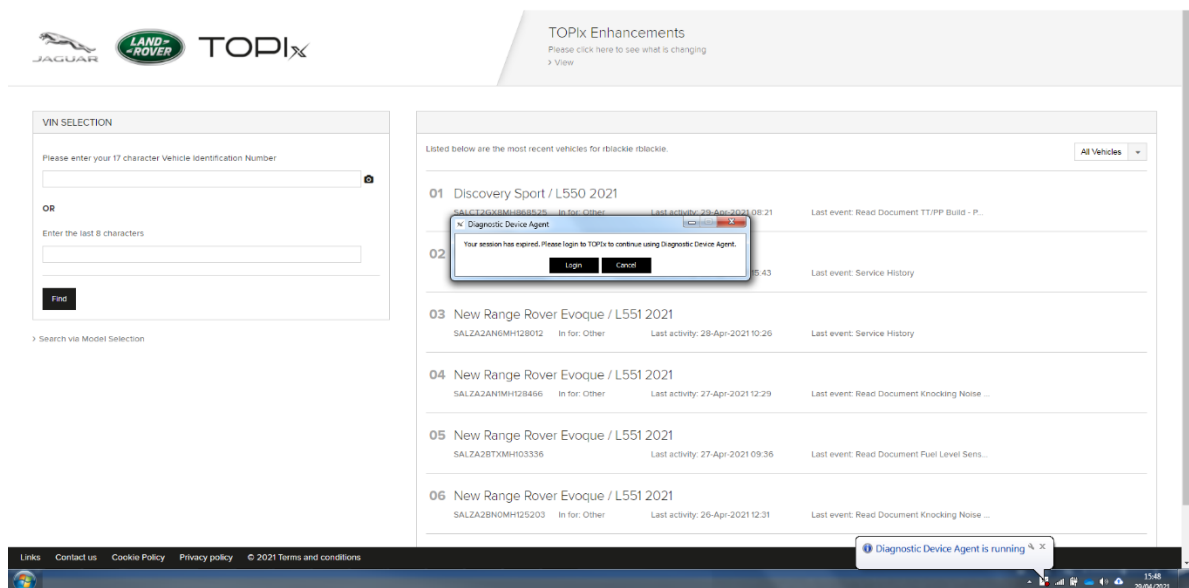 JAGUAR
LAND-
-ROVER
TOPIx
TOPIx Enhancements
Please click here to see what is changing
> View
VIN SELECTION
Please enter your 17 character Vehicle Identification Number
OR
Enter the last 8 characters
Find
> Search via Model Selection
Listed below are the most recent vehicles for rblackie rblackie.
All Vehicles
01 Discovery Sport / L550 2021
SALCT2GX8MH868525 In for: Other Last activity: 29-Apr-2021 08:21 Last event: Read Document TT/PP Build - P...
Diagnostic Device Agent
Your session has expired. Please login to TOPIx to continue using Diagnostic Device Agent.
Login Cancel
02
15:43 Last event: Service History
03 New Range Rover Evoque / L551 2021
SALZA2AN6MH128012 In for: Other Last activity: 28-Apr-2021 10:26 Last event: Service History
04 New Range Rover Evoque / L551 2021
SALZA2AN1MH128466 In for: Other Last activity: 27-Apr-2021 12:29 Last event: Read Document Knocking Noise ...
05 New Range Rover Evoque / L551 2021
SALZA2BTXMH103336 Last activity: 27-Apr-2021 09:36 Last event: Read Document Fuel Level Sens...
06 New Range Rover Evoque / L551 2021
SALZA2BN0MH125203 In for: Other Last activity: 26-Apr-2021 12:31 Last event: Read Document Knocking Noise ...
Diagnostic Device Agent is running
Links Contact us Cookie Policy Privacy policy © 2021 Terms and conditions
15:48
29/04/2021